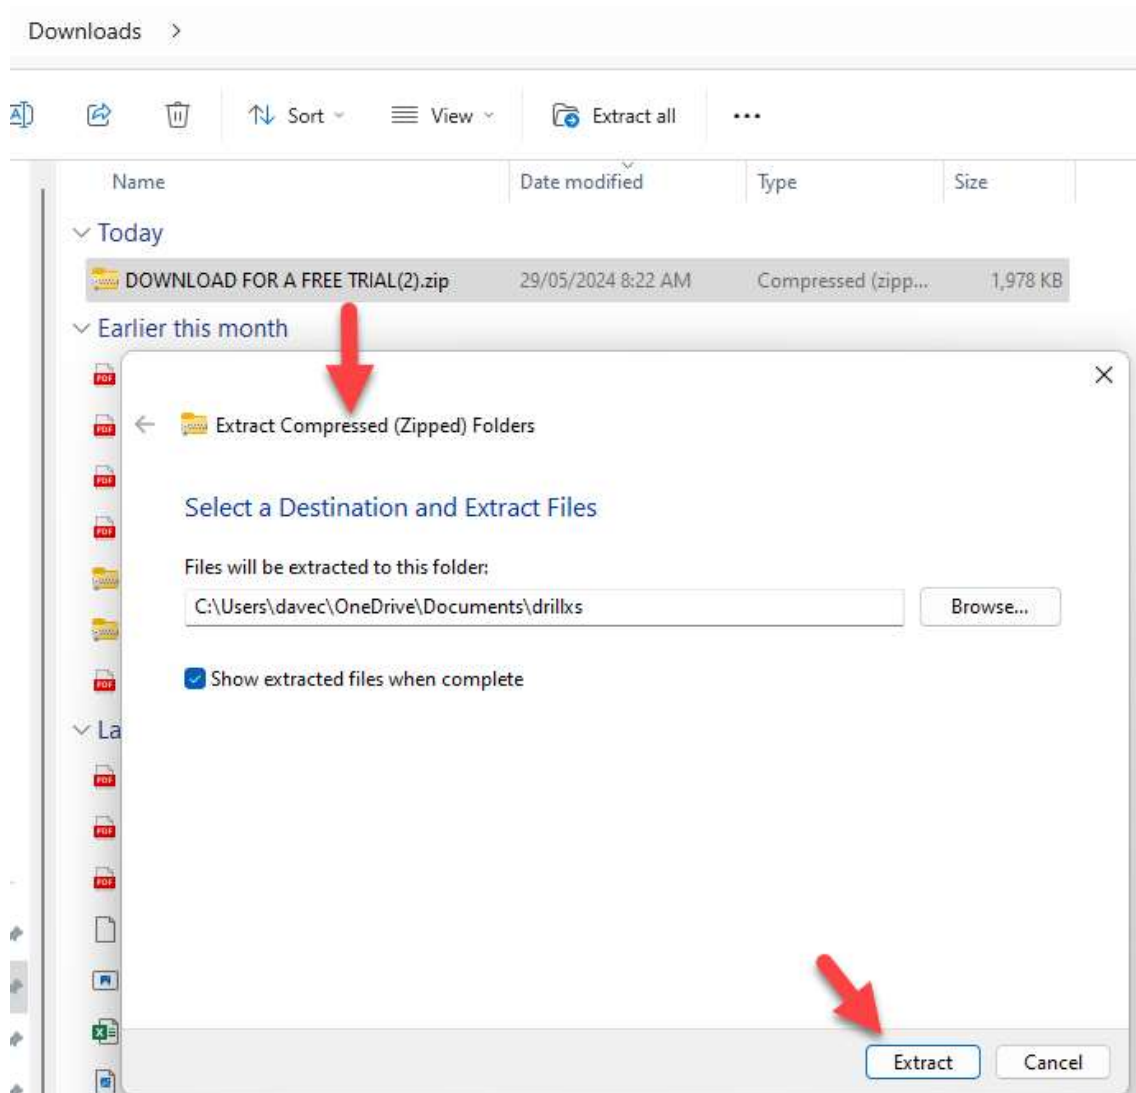 Downloads >
Sort View Extract all ...
Name Date modified Type Size
Today
DOWNLOAD FOR A FREE TRIAL(2).zip 29/05/2024 8:22 AM Compressed (zipp... 1,978 KB
Earlier this month
Extract Compressed (Zipped) Folders
Select a Destination and Extract Files
Files will be extracted to this folder:
C:\Users\davec\OneDrive\Documents\drillxs Browse...
Show extracted files when complete
La
Extract Cancel